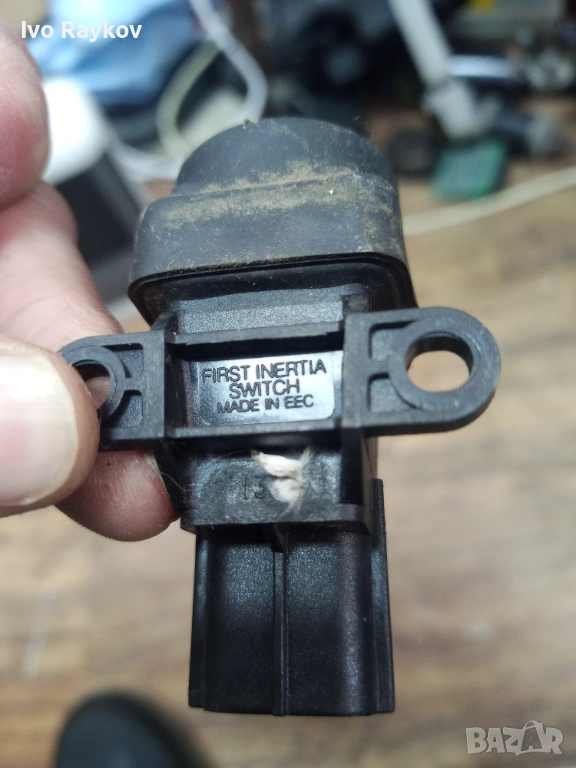 Ivo Raykov
FIRST INERTIA
SWITCH
MADE IN EEC
BAZAR